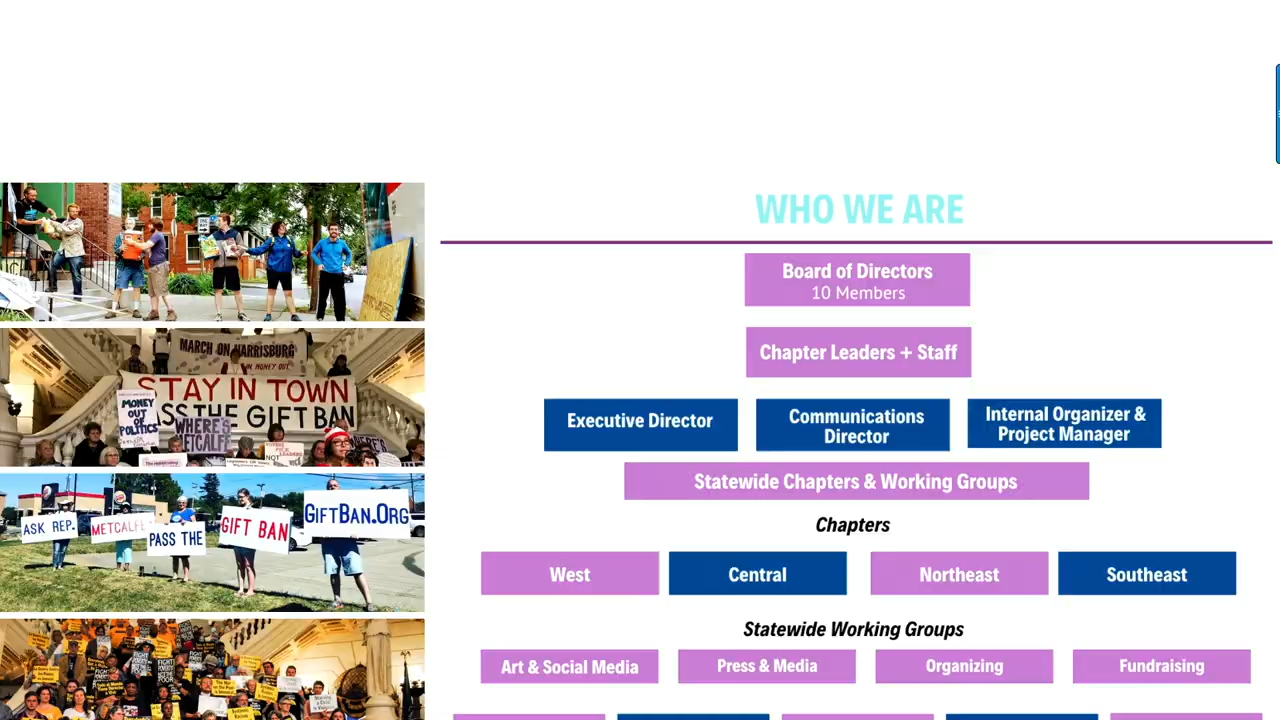 WHO WE ARE
Board of Directors
10 Members
Chapter Leaders + Staff
Executive Director
Communications
Director
Internal Organizer &
Project Manager
Statewide Chapters & Working Groups
Chapters
West
Central
Northeast
Southeast
Statewide Working Groups
Art & Social Media
Press & Media
Organizing
Fundraising
MARCH ON HARRISBURG
STAY IN TOWN
PASS THE GIFT BAN
MONEY
OUT OF
POLITICS
WHERE'S
METCALFE
ASK REP.
METCALFE
PASS THE
GIFT BAN
GIFTBAN.ORG